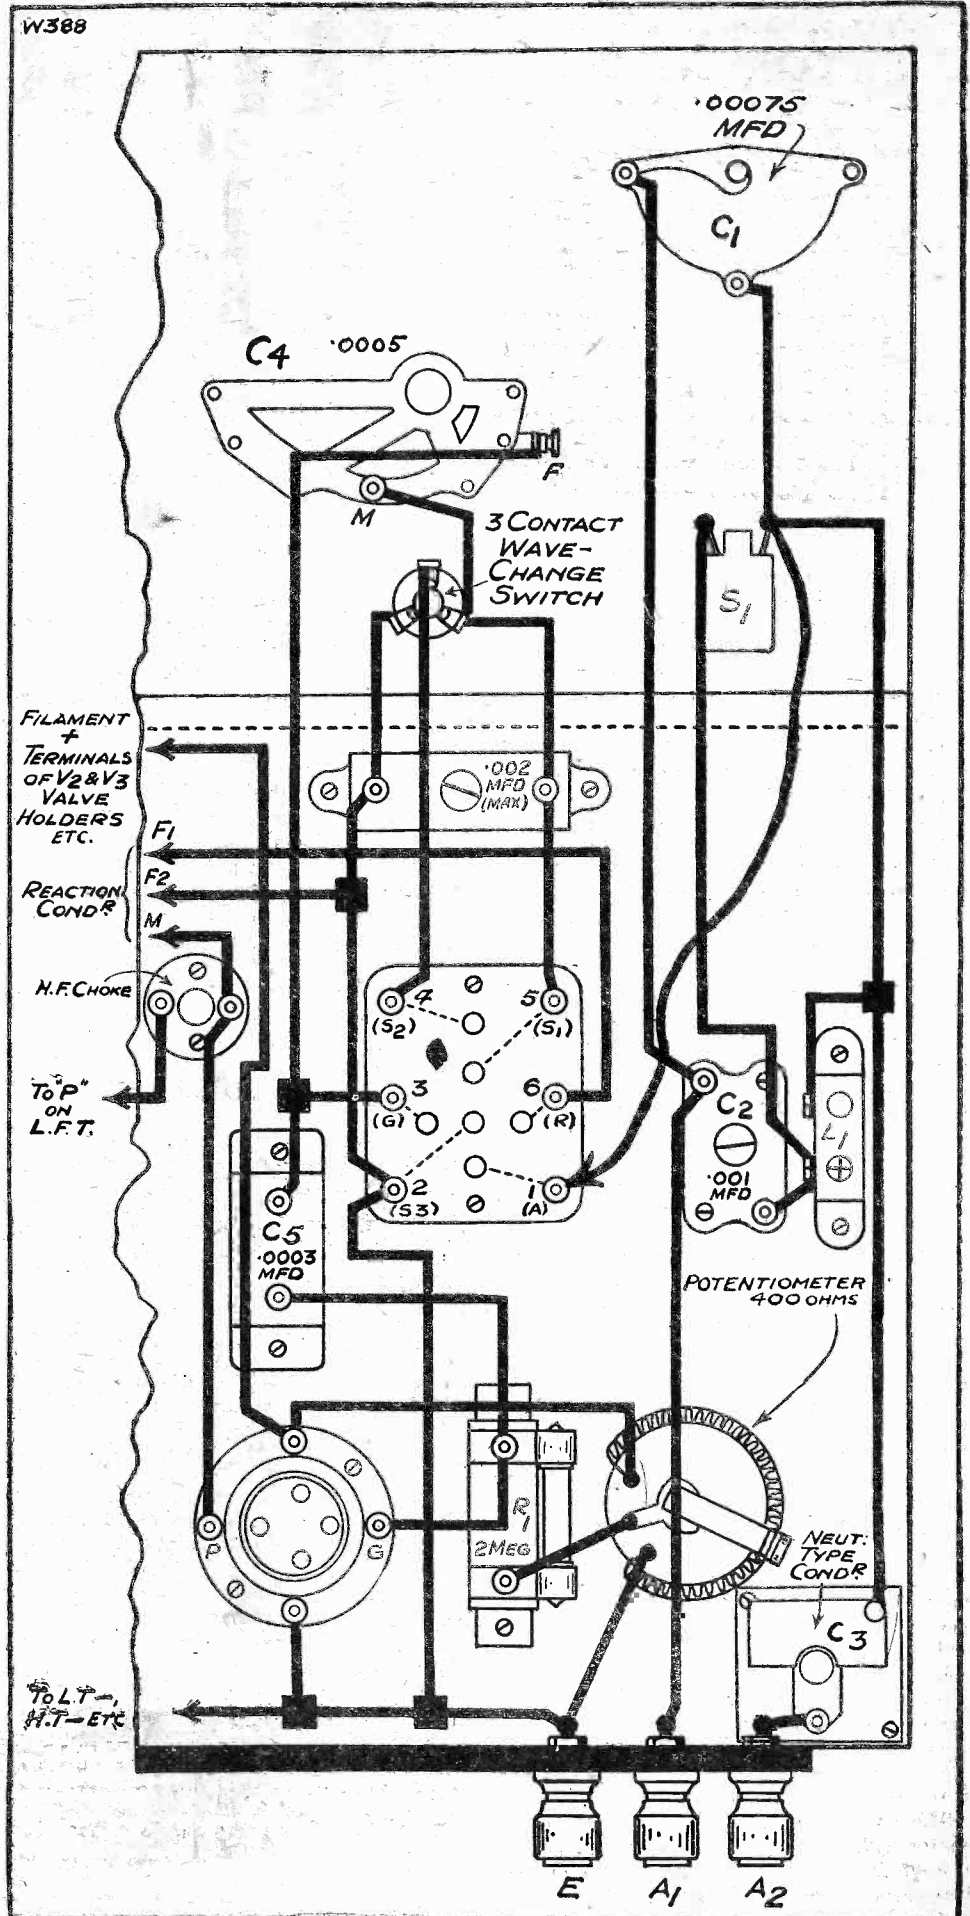 W388
.00075
MFD
C1
C4 .0005
F
M
3 CONTACT
WAVE-
CHANGE
SWITCH
S1
FILAMENT
+
TERMINALS
OF V2 & V3
VALVE
HOLDERS
ETC.
.002
MFD
(MAX)
F1
F2
REACTION
CONDR
M
H.F. CHOKE
4
(S2)
5
(S1)
3
(G)
6
(R)
2
(S3)
1
(A)
TO "P"
ON
L.F.T.
C2
.001
MFD
L1
C5
.0003
MFD
POTENTIOMETER
400 OHMS
P
G
R1
2 MEG
NEUT:
TYPE
CONDR
C3
TO L.T-,
H.T-ETC
E
A1
A2